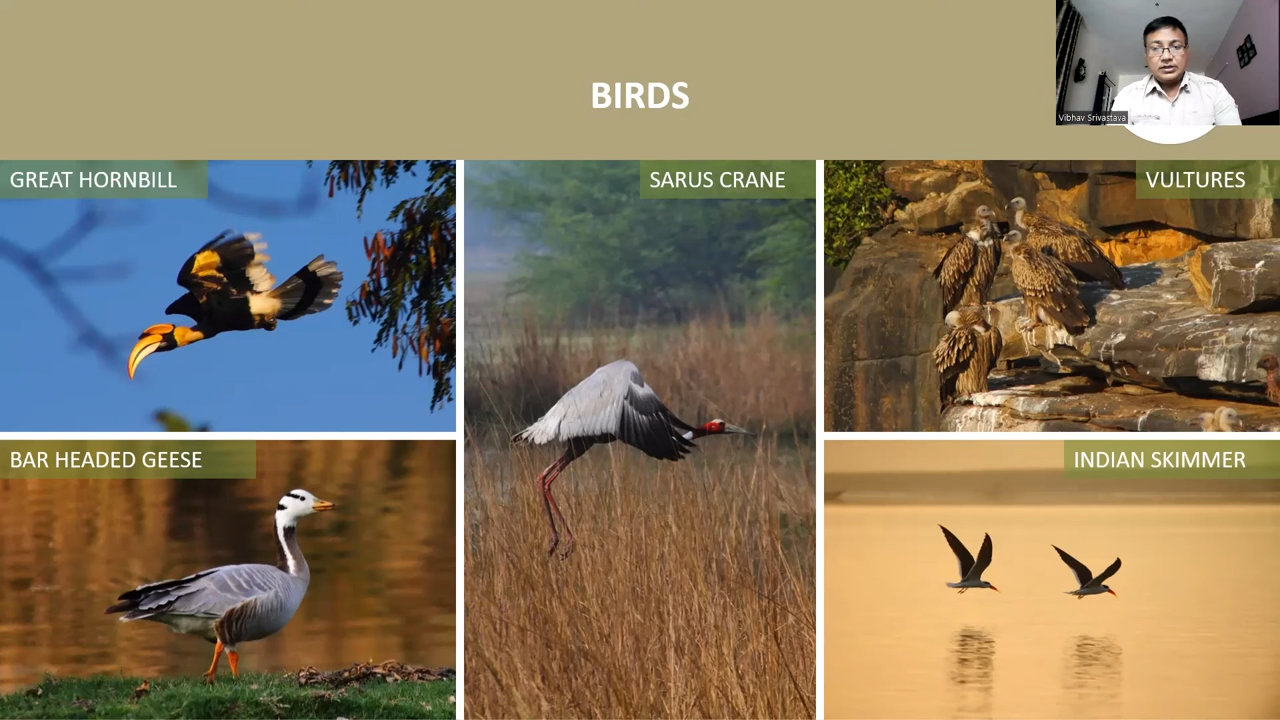 BIRDS
Vibhav Srivastava
GREAT HORNBILL
SARUS CRANE
VULTURES
BAR HEADED GEESE
INDIAN SKIMMER